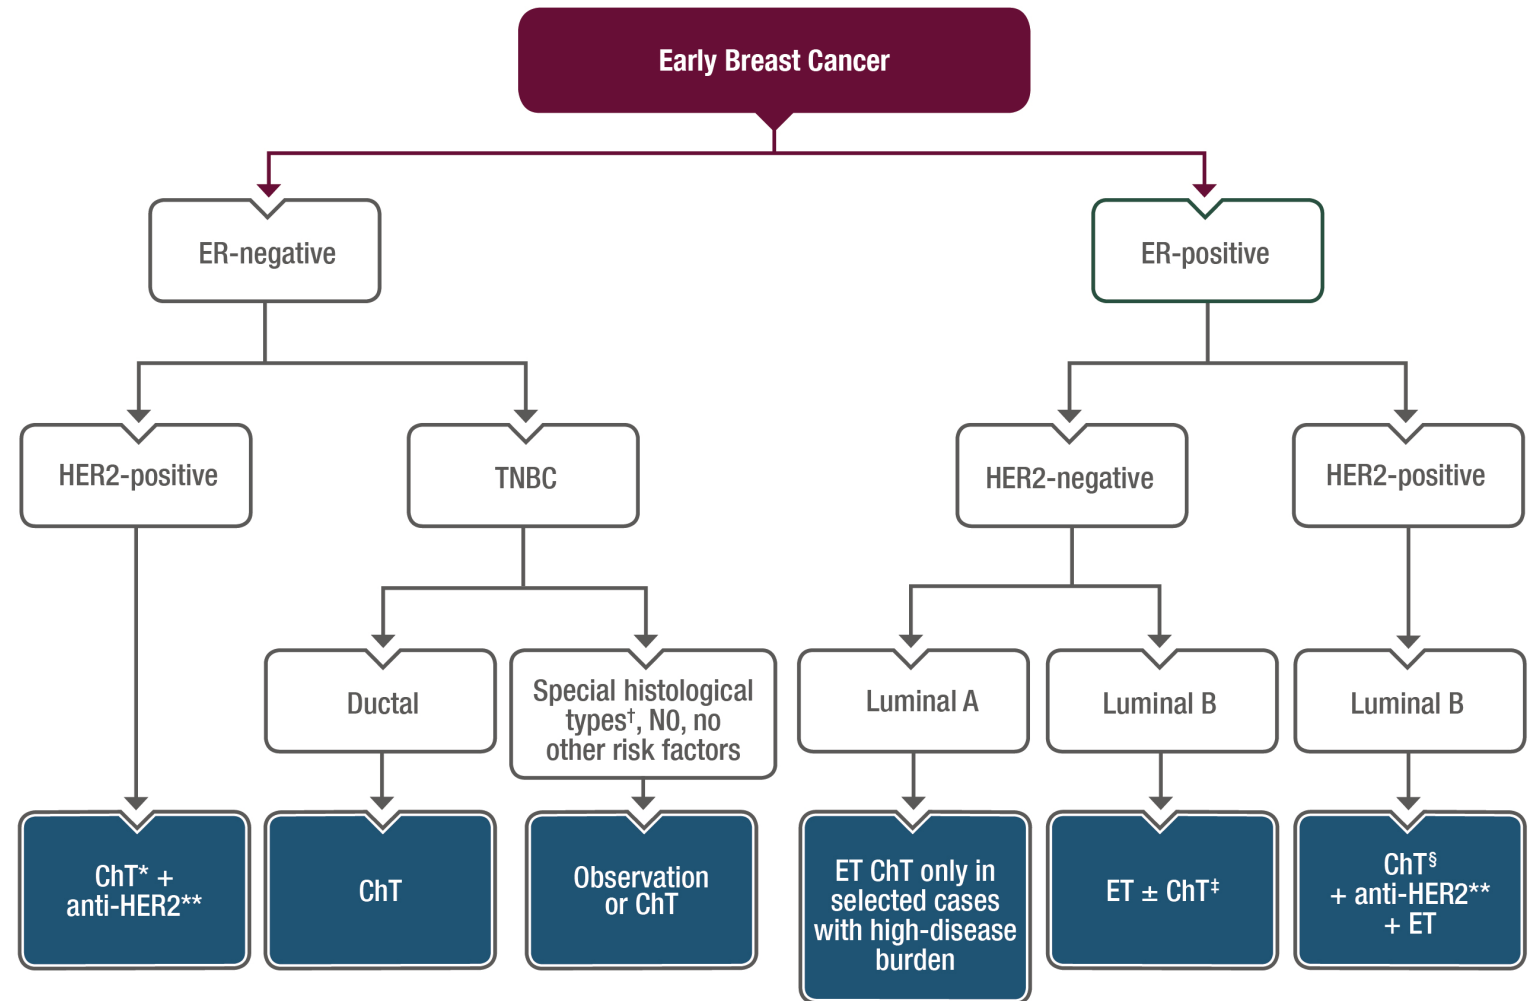 Early Breast Cancer
ER-negative
ER-positive
HER2-positive
TNBC
HER2-negative
HER2-positive
Ductal
Special histological
types†, N0, no
other risk factors
Luminal A
Luminal B
Luminal B
ChT* +
anti-HER2**
ChT
Observation
or ChT
ET ChT only in
selected cases
with high-disease
burden
ET ± ChT‡
ChT§
+ anti-HER2**
+ ET